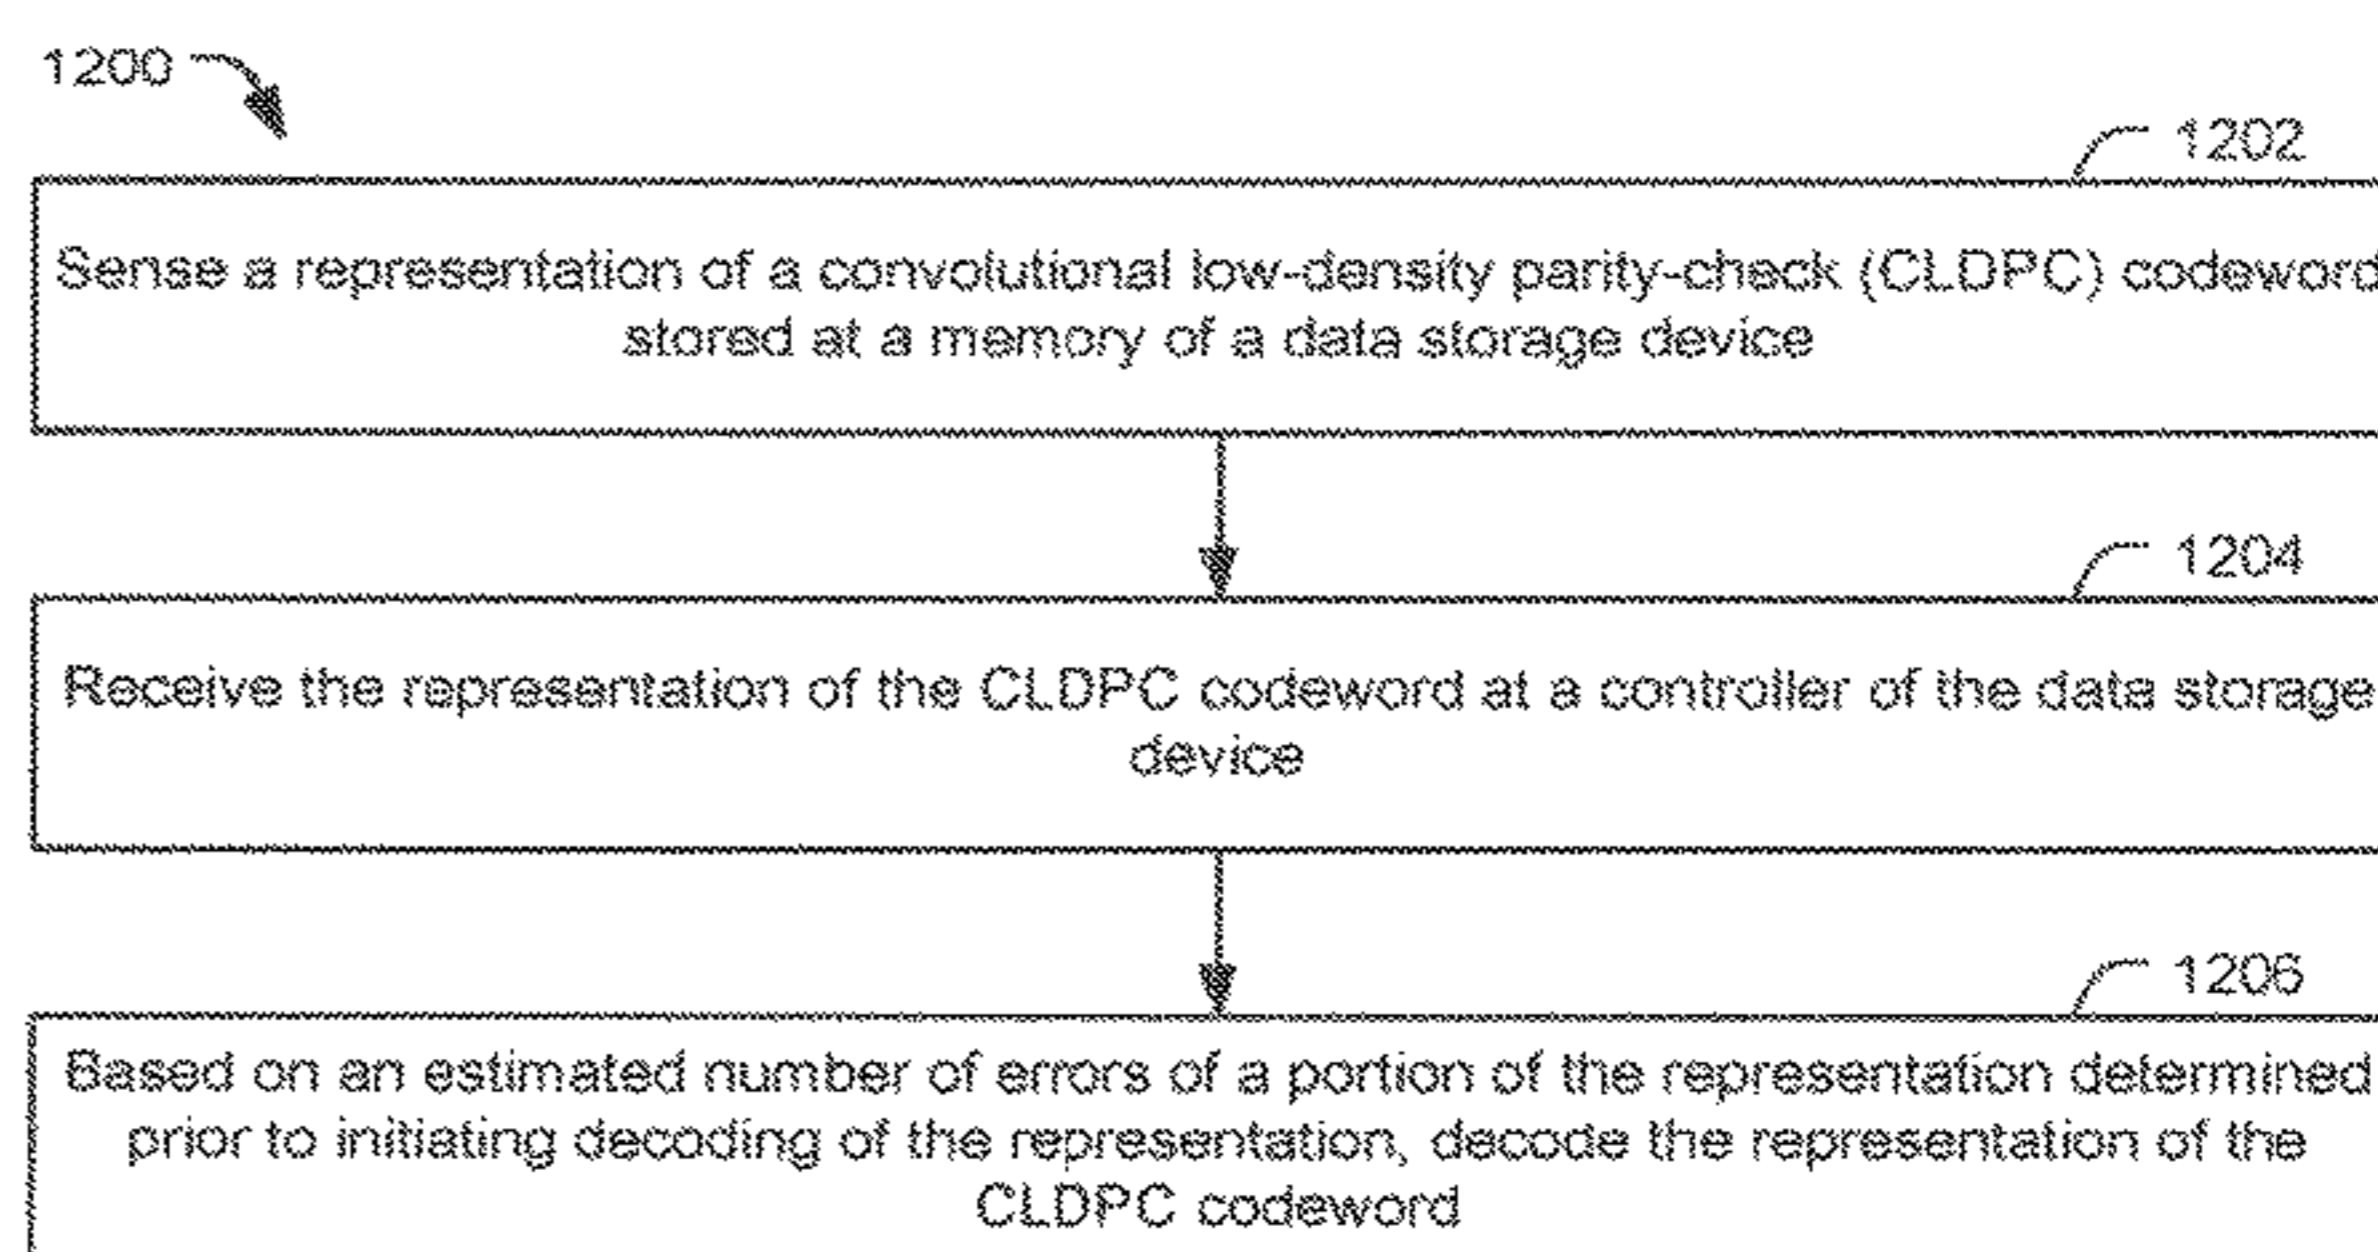 1200
1202
Sense a representation of a convolutional low-density parity-check (CLDPC) codeword
stored at a memory of a data storage device
1204
Receive the representation of the CLDPC codeword at a controller of the data storage
device
1206
Based on an estimated number of errors of a portion of the representation determined
prior to initiating decoding of the representation, decode the representation of the
CLDPC codeword